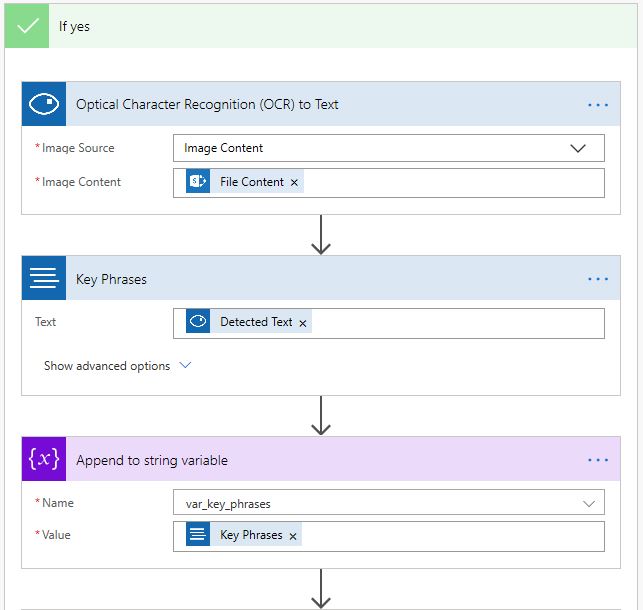 If yes
Optical Character Recognition (OCR) to Text
* Image Source Image Content
* Image Content File Content ×
Key Phrases
Text Detected Text ×
Show advanced options
{x} Append to string variable
* Name var_key_phrases
* Value Key Phrases ×